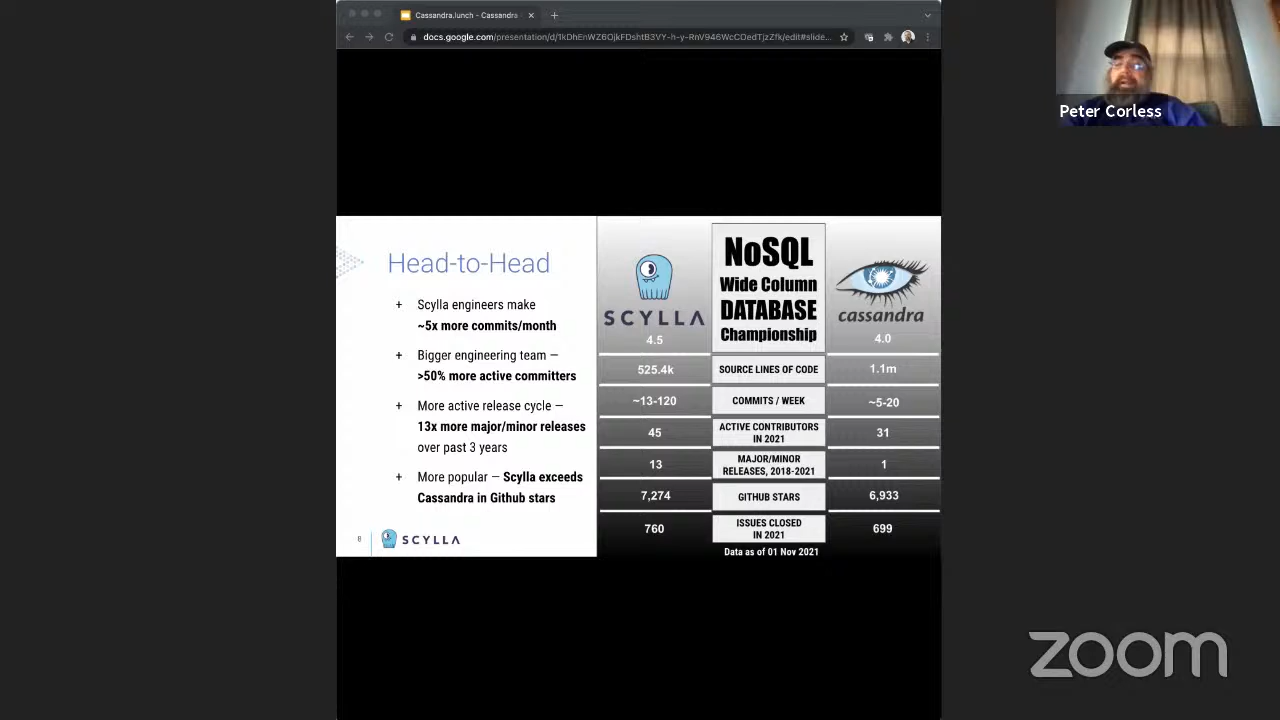 Cassandra.lunch - Cassandra
docs.google.com/presentation/d/1kDhEnWZ6OjkFDshtB3VY-h-y-RnV946WcCOedTjzZfk/edit#slide...
Peter Corless
Head-to-Head
+ Scylla engineers make
~5x more commits/month
+ Bigger engineering team —
>50% more active committers
+ More active release cycle —
13x more major/minor releases
over past 3 years
+ More popular — Scylla exceeds
Cassandra in Github stars
8
SCYLLA
NoSQL
Wide Column
DATABASE
Championship
SCYLLA
4.5
cassandra
4.0
525.4k SOURCE LINES OF CODE 1.1m
~13-120 COMMITS / WEEK ~5-20
45 ACTIVE CONTRIBUTORS
IN 2021 31
13 MAJOR/MINOR
RELEASES, 2018-2021 1
7,274 GITHUB STARS 6,933
760 ISSUES CLOSED
IN 2021 699
Data as of 01 Nov 2021
zoom